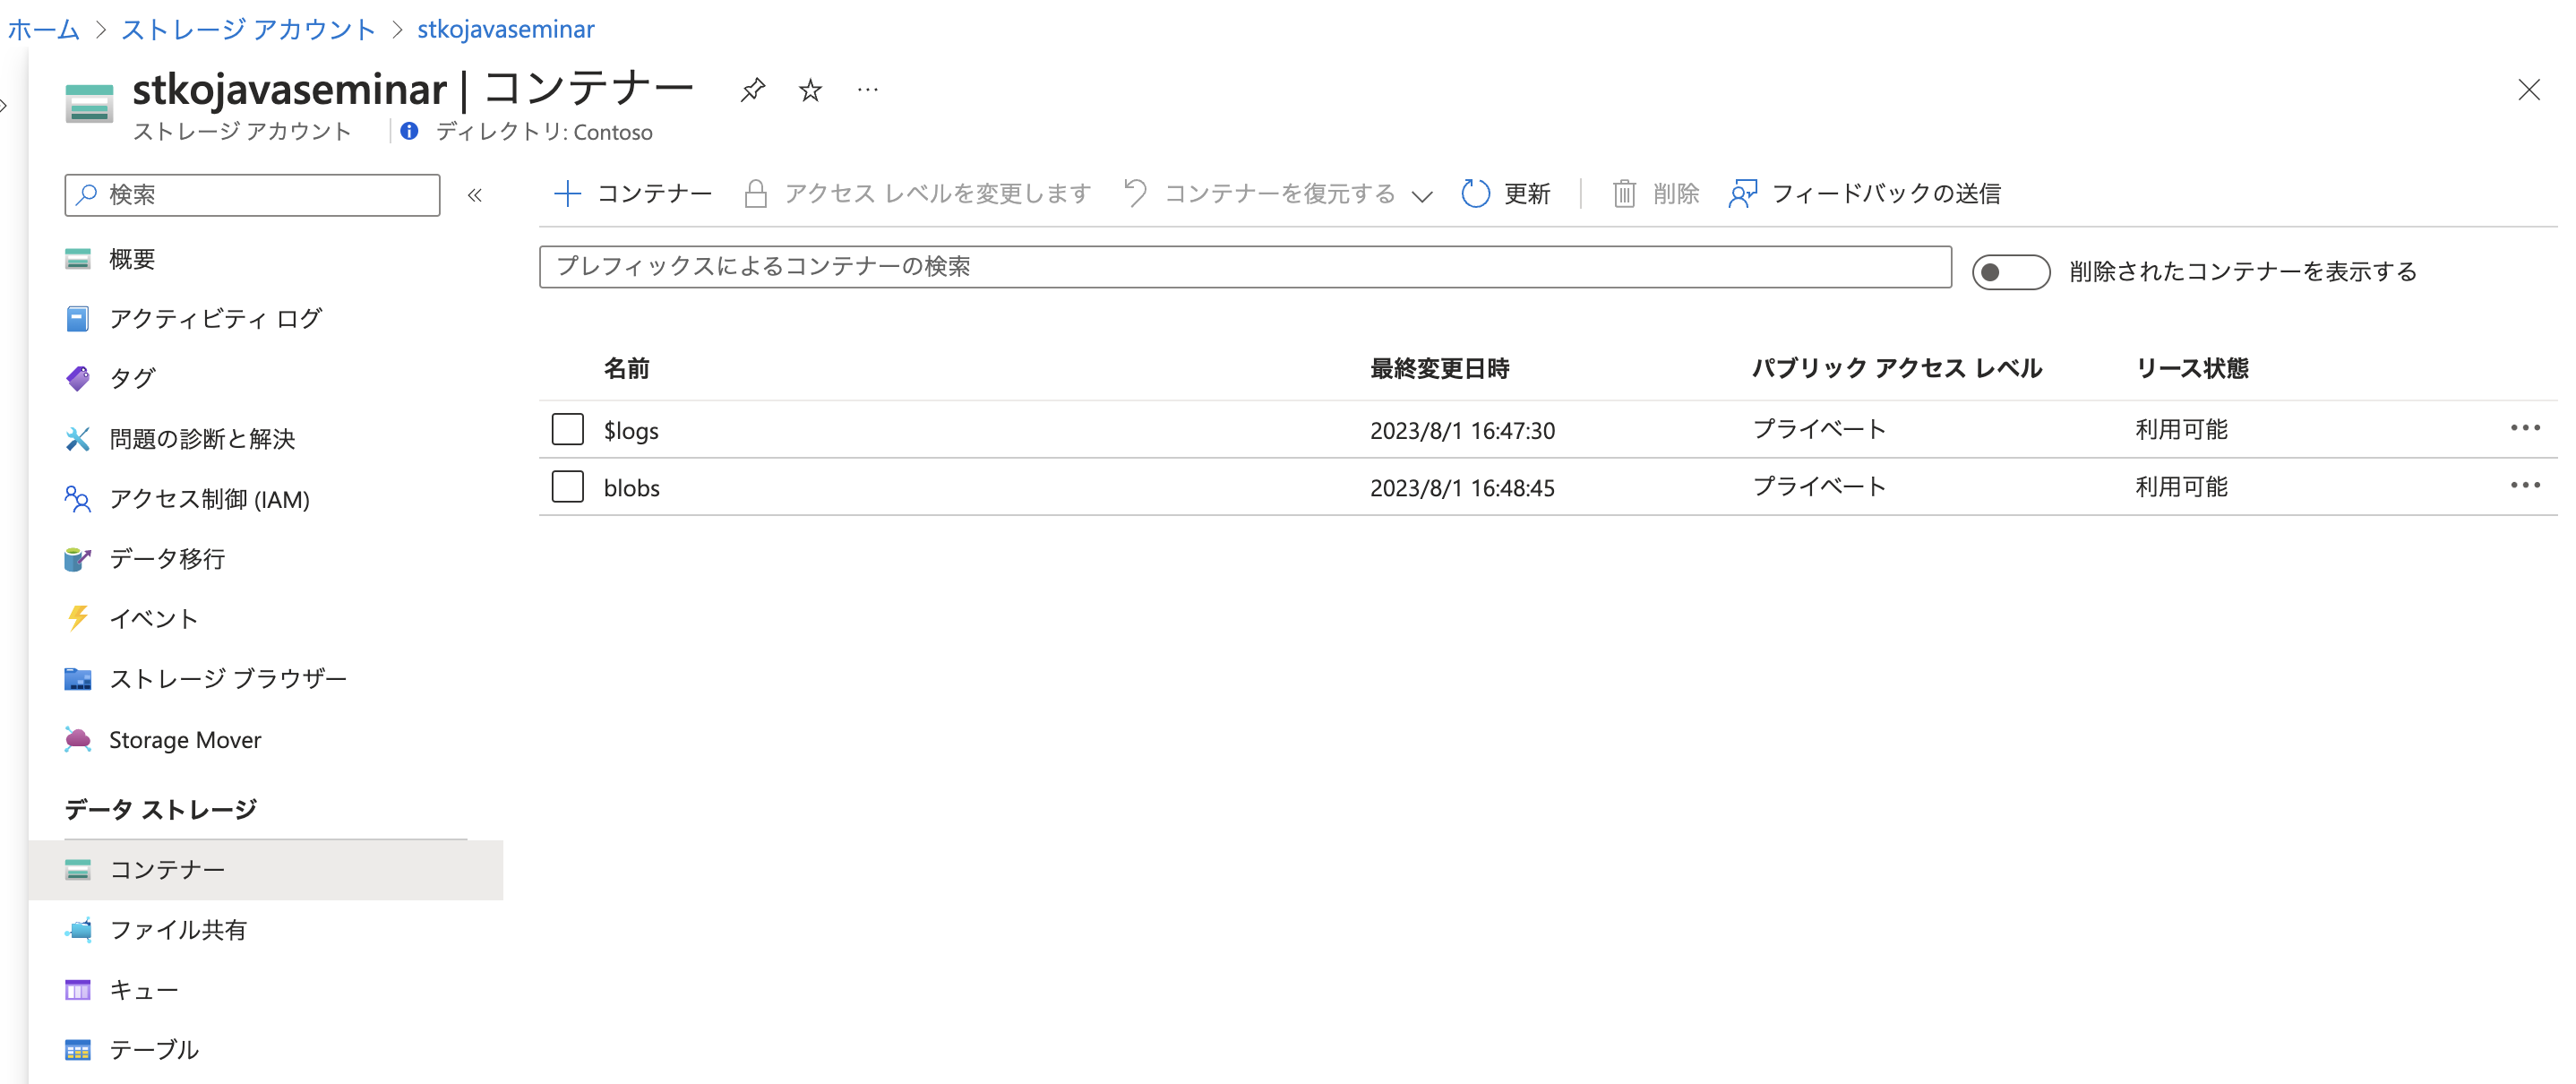 ホーム > ストレージ アカウント > stkojavaseminar
stkojavaseminar | コンテナー
ストレージ アカウント
ディレクトリ: Contoso
検索
概要
アクティビティ ログ
タグ
問題の診断と解決
アクセス制御 (IAM)
データ移行
イベント
ストレージ ブラウザー
Storage Mover
データ ストレージ
コンテナー
ファイル共有
キュー
テーブル
コンテナー アクセス レベルを変更します コンテナーを復元する 更新 削除 フィードバックの送信
プレフィックスによるコンテナーの検索
削除されたコンテナーを表示する
名前 最終変更日時 パブリック アクセス レベル リース状態
$logs 2023/8/1 16:47:30 プライベート 利用可能
blobs 2023/8/1 16:48:45 プライベート 利用可能